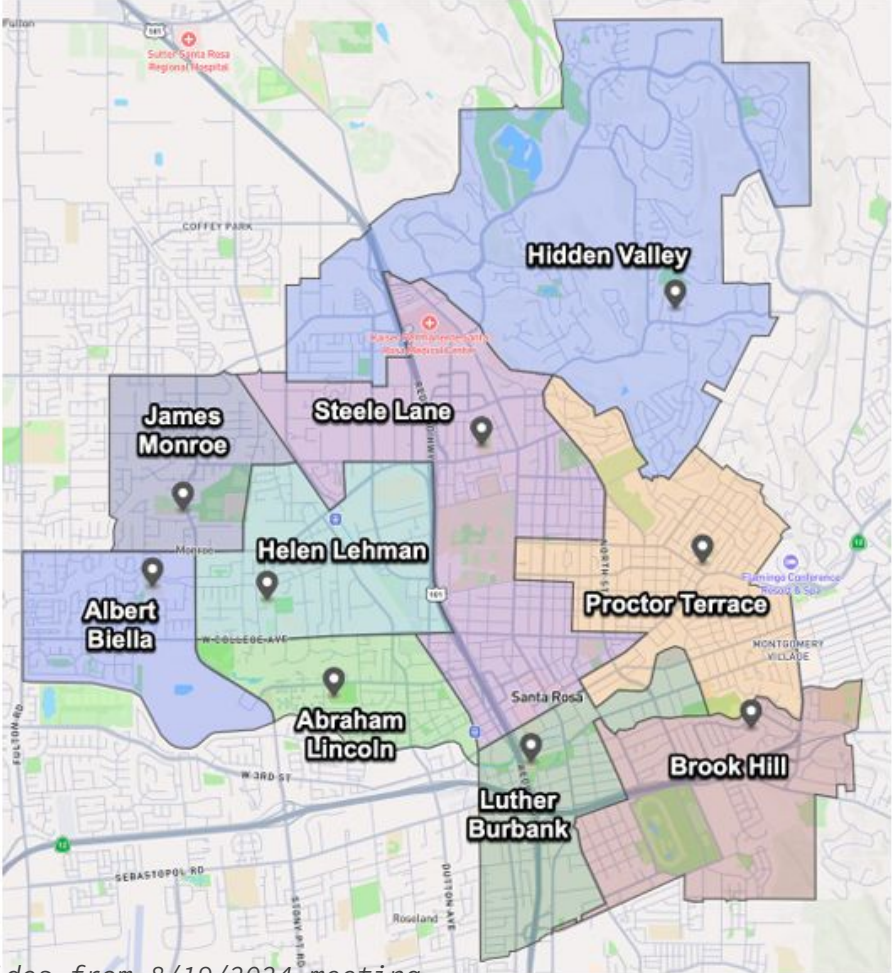 Fulton
101
Sutter Santa Rosa
Regional Hospital
COFFEY PARK
Hidden Valley
Kaiser Permanente Santa
Rosa Medical Center
James
Monroe
Steele Lane
Monroe
Helen Lehman
NORTH ST
12
Flamingo Conference
Resort & Spa
101
Albert
Biella
Proctor Terrace
W COLLEGE AVE
MONTGOMERY
VILLAGE
Santa Rosa
Abraham
Lincoln
FULTON RD
W 3RD ST
Brook Hill
Luther
Burbank
12
SEBASTOPOL RD
STONY PT RD
DUTTON AVE
Roseland
des from 8/19/2024 meeting